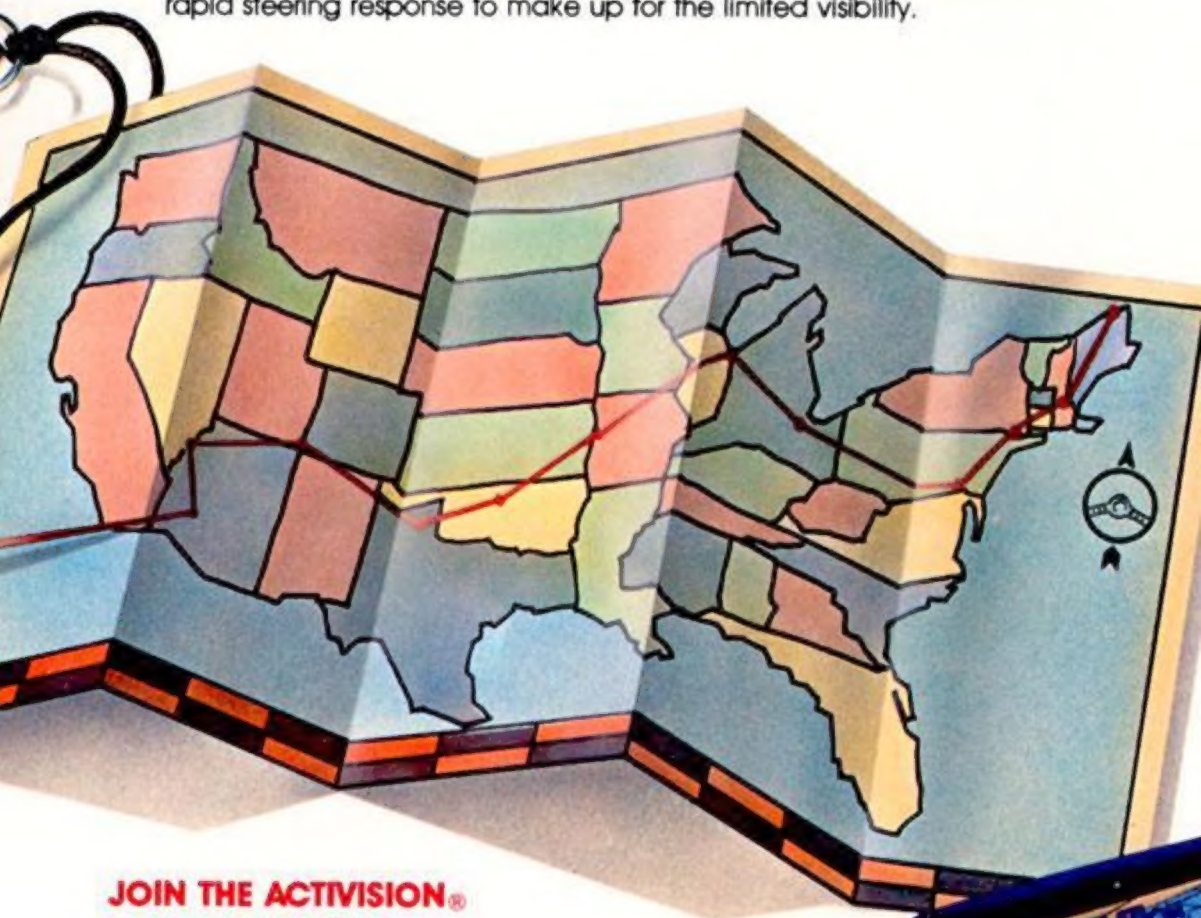 rapid steering response to make up for the limited visibility.
JOIN THE ACTIVISION®